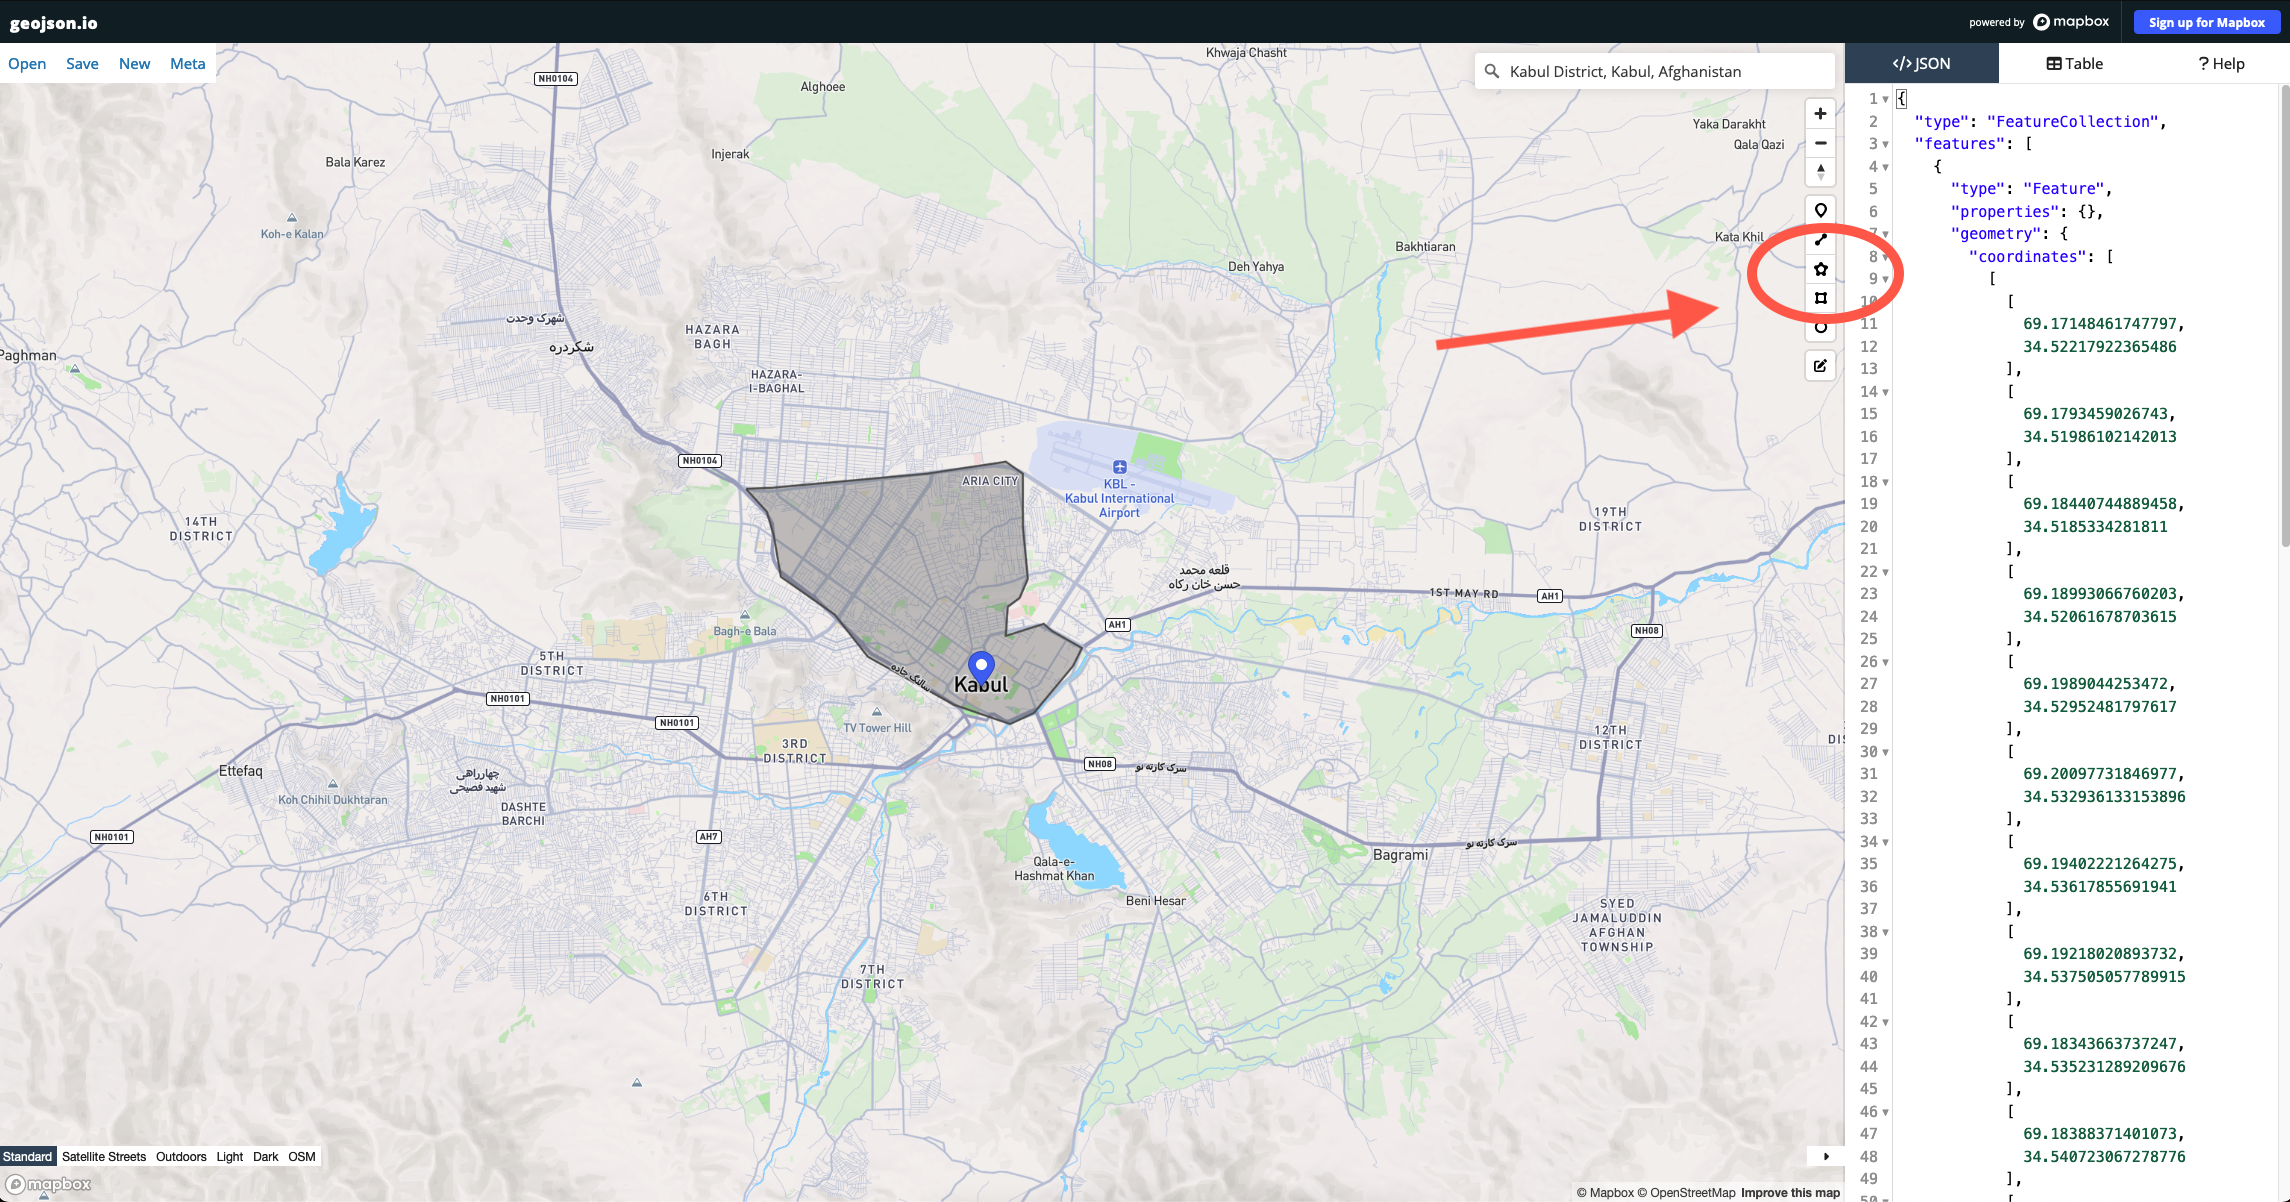 geojson.io
powered by mapbox
Sign up for Mapbox
Open Save New Meta
Kabul District, Kabul, Afghanistan
JSON
Table
? Help
Khwaja Chasht
NH0104
Alghoee
Yaka Darakht
Qala Qazi
Injerak
Bala Karez
Koh-e Kalan
Kata Khil
Bakhtiaran
Deh Yahya
شهرک وحدت
HAZARA
BAGH
شکردره
Paghman
HAZARA-
I-BAGHAL
NH0104
ARIA CITY
KBL -
Kabul International
Airport
14TH
DISTRICT
19TH
DISTRICT
قلعه محمد
حسن خان رکاه
1ST MAY RD
AH1
AH1
NH08
Bagh-e Bala
5TH
DISTRICT
سالنگ جاده
Kabul
NH0101
NH0101
TV Tower Hill
3RD
DISTRICT
12TH
DISTRICT
DIS
NH08
سرک کارته نو
Ettefaq
چهارراهی
شهید فصیحی
Koh Chihil Dukhtaran
DASHTE
BARCHI
NH0101
AH7
سرک کارته نو
Bagrami
Qala-e-
Hashmat Khan
Beni Hesar
6TH
DISTRICT
SYED
JAMALUDDIN
AFGHAN
TOWNSHIP
7TH
DISTRICT
Standard Satellite Streets Outdoors Light Dark OSM
mapbox
© Mapbox © OpenStreetMap Improve this map
1 {
2 "type": "FeatureCollection",
3 "features": [
4 {
5 "type": "Feature",
6 "properties": {},
7 "geometry": {
8 "coordinates": [
9 [
10 [
11 69.17148461747797,
12 34.52217922365486
13 ],
14 [
15 69.1793459026743,
16 34.51986102142013
17 ],
18 [
19 69.18440744889458,
20 34.5185334281811
21 ],
22 [
23 69.18993066760203,
24 34.52061678703615
25 ],
26 [
27 69.1989044253472,
28 34.52952481797617
29 ],
30 [
31 69.20097731846977,
32 34.532936133153896
33 ],
34 [
35 69.19402221264275,
36 34.53617855691941
37 ],
38 [
39 69.19218020893732,
40 34.537505057789915
41 ],
42 [
43 69.18343663737247,
44 34.535231289209676
45 ],
46 [
47 69.18388371401073,
48 34.540723067278776
49 ],
50 [